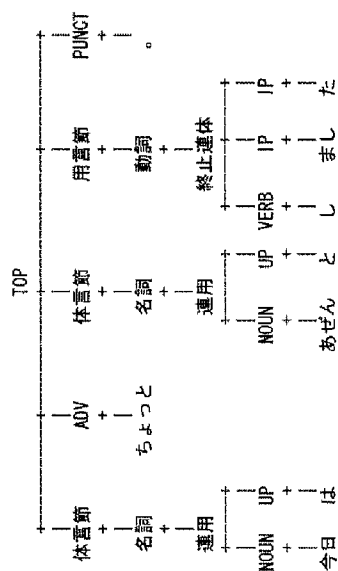 TOP
体言節 ADV 体言節 用言節 PUNCT
名詞 ちょっと 名詞 動詞 。
連用 連用 終止連体
NOUN UP NOUN UP VERB IP IP
今日 は あぜん と し まし た